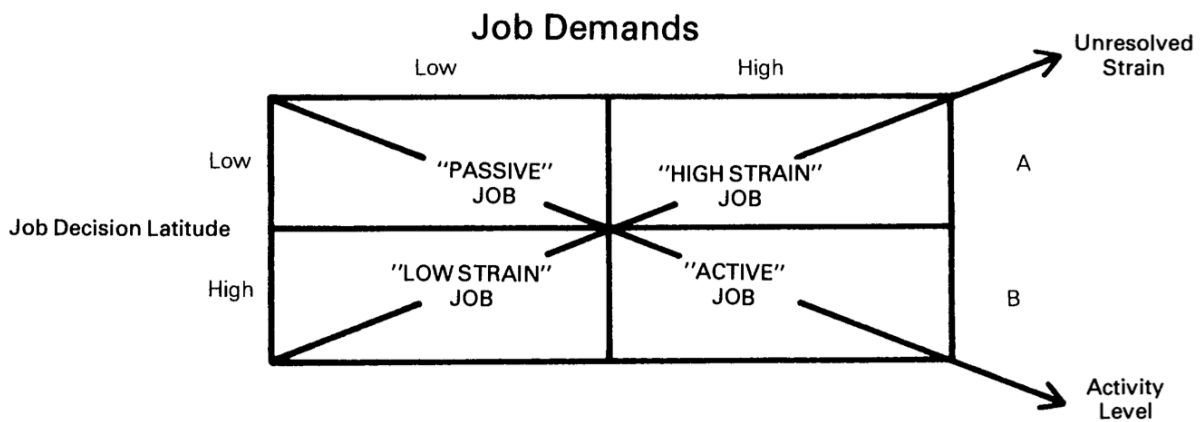 Job Demands
Unresolved
Strain
Low
High
Low
"PASSIVE"
JOB
"HIGH STRAIN"
JOB
A
Job Decision Latitude
High
"LOW STRAIN"
JOB
"ACTIVE"
JOB
B
Activity
Level